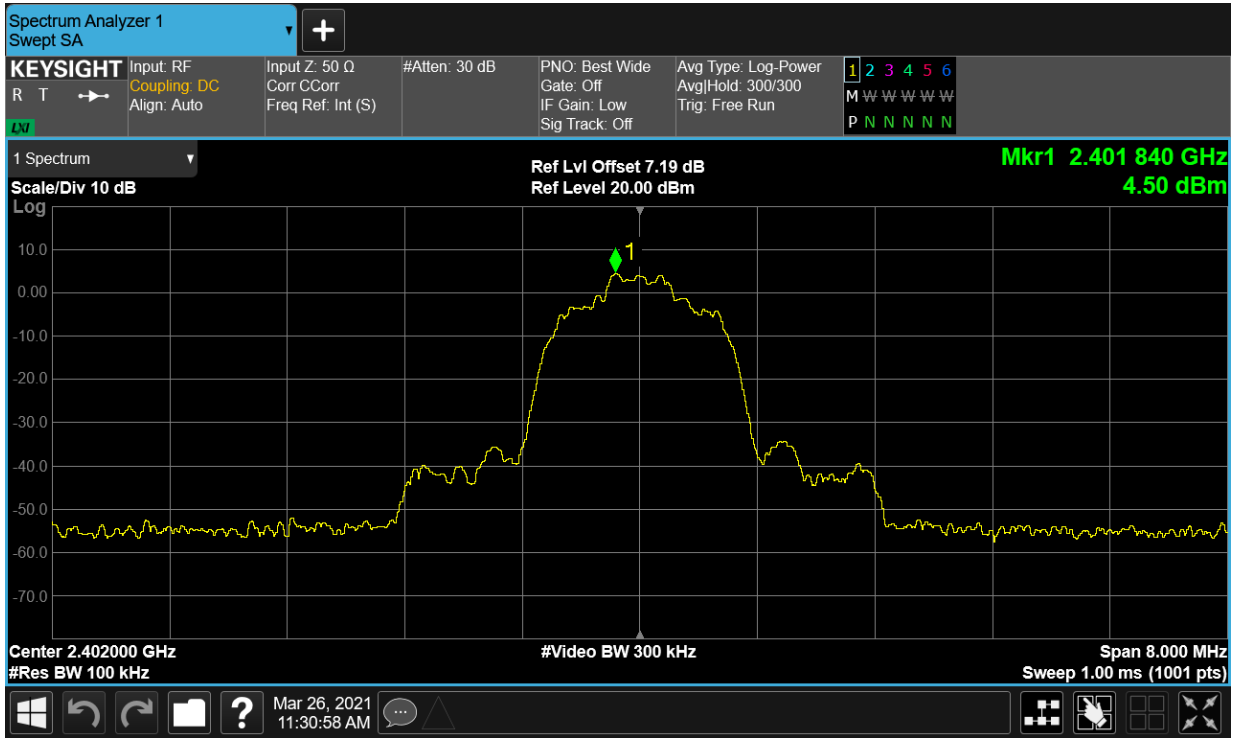 Spectrum Analyzer 1
Swept SA
KEYSIGHT
R T
LXI
Input: RF
Coupling: DC
Align: Auto
Input Z: 50 Ω
Corr CCorr
Freq Ref: Int (S)
#Atten: 30 dB
PNO: Best Wide
Gate: Off
IF Gain: Low
Sig Track: Off
Avg Type: Log-Power
Avg|Hold: 300/300
Trig: Free Run
1 2 3 4 5 6
M W W W W W
P N N N N N
1 Spectrum
Scale/Div 10 dB
Log
Ref Lvl Offset 7.19 dB
Ref Level 20.00 dBm
Mkr1 2.401 840 GHz
4.50 dBm
1
10.0
0.00
-10.0
-20.0
-30.0
-40.0
-50.0
-60.0
-70.0
Center 2.402000 GHz
#Video BW 300 kHz
Span 8.000 MHz
#Res BW 100 kHz
Sweep 1.00 ms (1001 pts)
?
Mar 26, 2021
11:30:58 AM